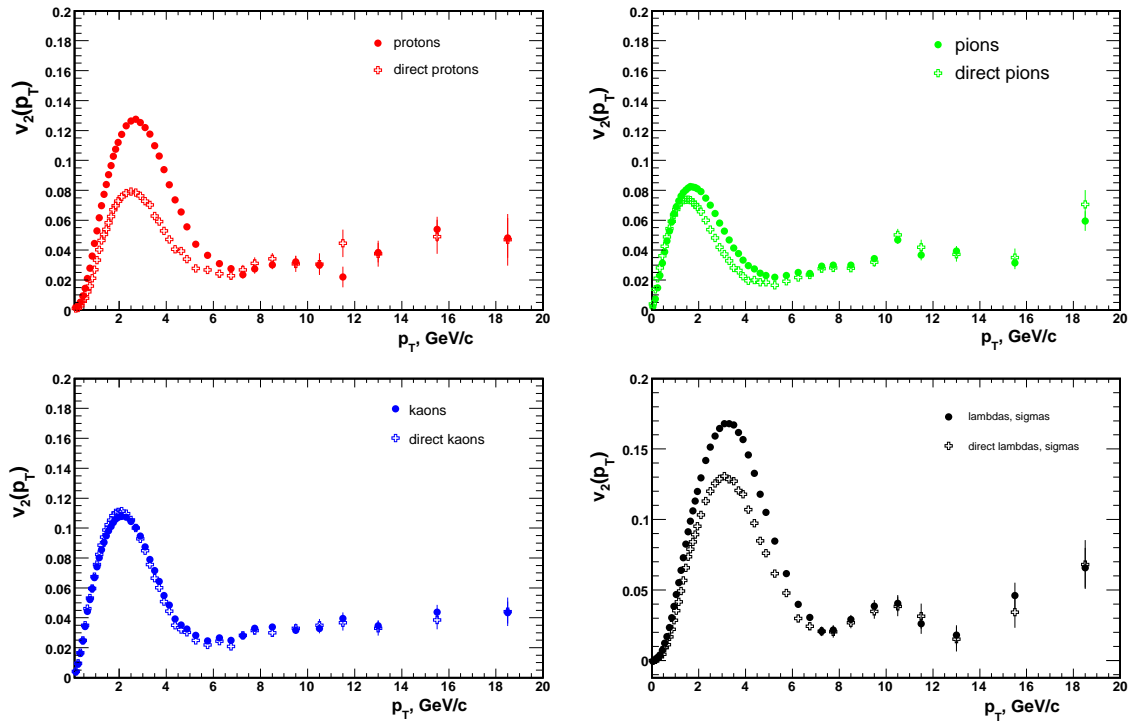 0.2
0.18
0.16
0.14
0.12
0.1
0.08
0.06
0.04
0.02
0
v2(pT)
protons
direct protons
2 4 6 8 10 12 14 16 18 20
pT, GeV/c
0.2
0.18
0.16
0.14
0.12
0.1
0.08
0.06
0.04
0.02
0
v2(pT)
pions
direct pions
0 2 4 6 8 10 12 14 16 18 20
pT, GeV/c
0.2
0.18
0.16
0.14
0.12
0.1
0.08
0.06
0.04
0.02
0
v2(pT)
kaons
direct kaons
2 4 6 8 10 12 14 16 18 20
pT, GeV/c
0.2
0.15
0.1
0.05
0
v2(pT)
lambdas, sigmas
direct lambdas, sigmas
0 2 4 6 8 10 12 14 16 18 20
pT, GeV/c